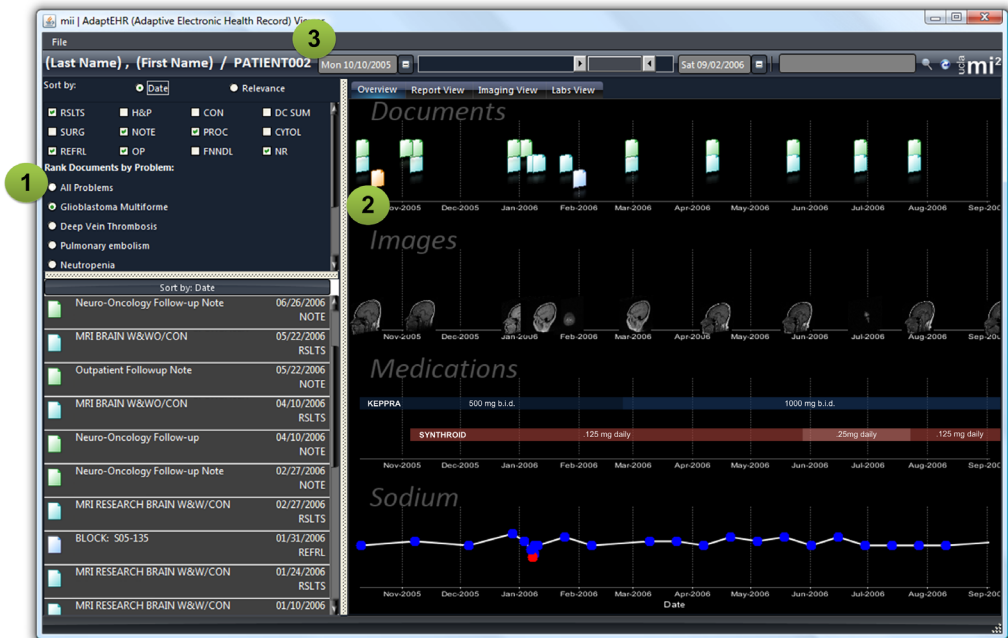 mii | AdaptEHR (Adaptive Electronic Health Record) Viewer
3
File
(Last Name) , (First Name) / PATIENT002
Mon 10/10/2005
Sat 09/02/2006
ucla mi²
Sort by:
Date
Relevance
RSLTS H&P CON DC SUM
SURG NOTE PROC CYTOL
REFRL OP FNNDL NR
1
Rank Documents by Problem:
All Problems
Glioblastoma Multiforme
Deep Vein Thrombosis
Pulmonary embolism
Neutropenia
Sort by: Date
Neuro-Oncology Follow-up Note 06/26/2006
NOTE
MRI BRAIN W&WO/CON 05/22/2006
RSLTS
Outpatient Followup Note 05/22/2006
NOTE
MRI BRAIN W&WO/CON 04/10/2006
RSLTS
Neuro-Oncology Follow-up 04/10/2006
NOTE
Neuro-Oncology Follow-up Note 02/27/2006
NOTE
MRI RESEARCH BRAIN W&W/CON 02/27/2006
RSLTS
BLOCK: S05-135 01/31/2006
REFRL
MRI RESEARCH BRAIN W&W/CON 01/24/2006
RSLTS
MRI RESEARCH BRAIN W&W/CON 01/10/2006
Overview Report View Imaging View Labs View
Documents
2
Nov-2005 Dec-2005 Jan-2006 Feb-2006 Mar-2006 Apr-2006 May-2006 Jun-2006 Jul-2006 Aug-2006 Sep-200
Images
Nov-2005 Dec-2005 Jan-2006 Feb-2006 Mar-2006 Apr-2006 May-2006 Jun-2006 Jul-2006 Aug-2006 Sep-200
Medications
KEPPRA 500 mg b.i.d. 1000 mg b.i.d.
SYNTHROID .125 mg daily .25mg daily .125 mg daily
Nov-2005 Dec-2005 Jan-2006 Feb-2006 Mar-2006 Apr-2006 May-2006 Jun-2006 Jul-2006 Aug-2006 Sep-200
Sodium
Nov-2005 Dec-2005 Jan-2006 Feb-2006 Mar-2006 Apr-2006 May-2006 Jun-2006 Jul-2006 Aug-2006 Sep-200
Date